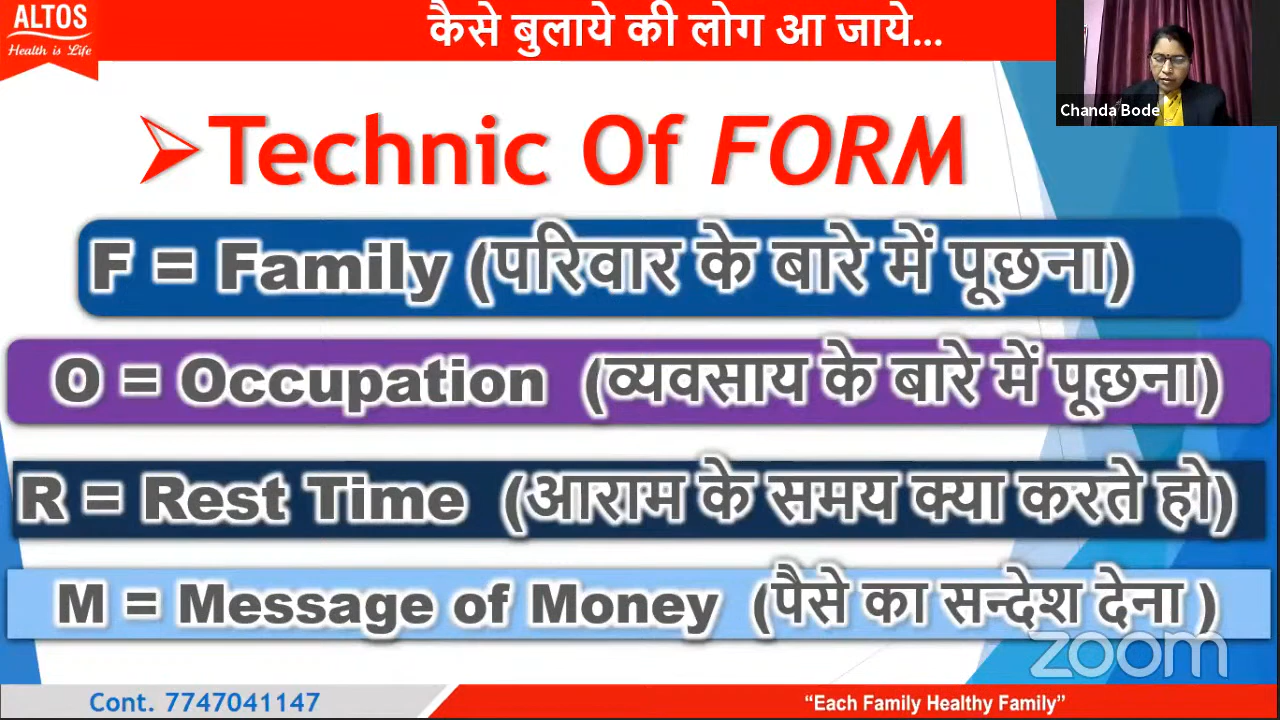 ALTOS
Health is Life
कैसे बुलाये की लोग आ जाये...
Chanda Bode
Technic Of FORM
F = Family (परिवार के बारे में पूछना)
O = Occupation (व्यवसाय के बारे में पूछना)
R = Rest Time (आराम के समय क्या करते हो)
M = Message of Money (पैसे का सन्देश देना )
zoom
Cont. 7747041147
“Each Family Healthy Family”